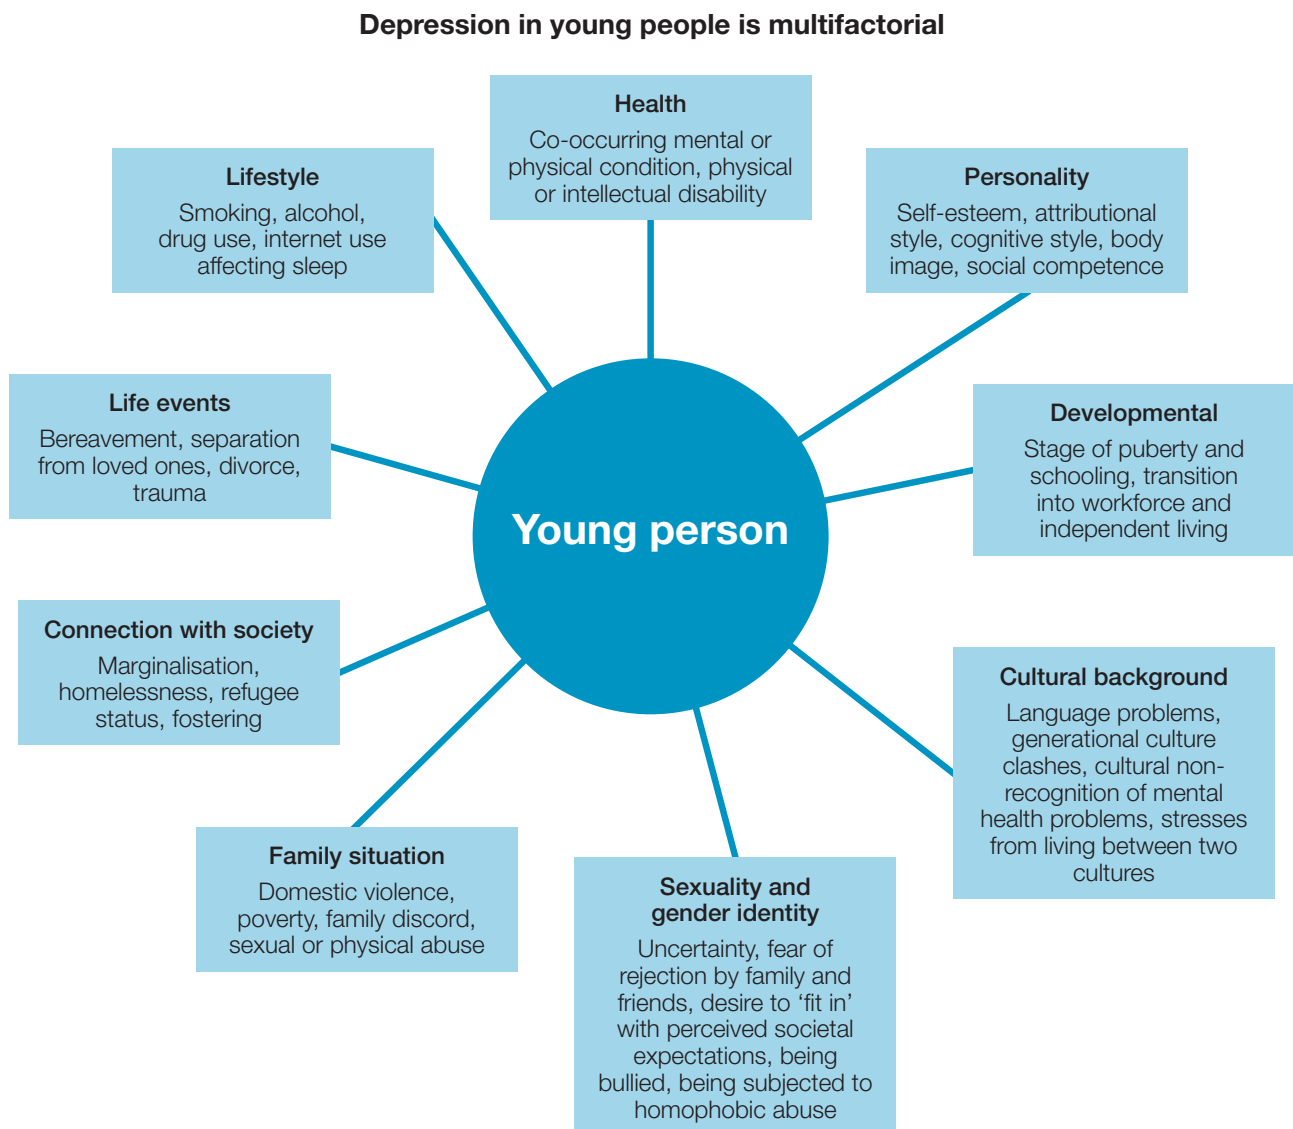 Depression in young people is multifactorial
Health
Co-occurring mental or
physical condition, physical
or intellectual disability
Lifestyle
Smoking, alcohol,
drug use, internet use
affecting sleep
Personality
Self-esteem, attributional
style, cognitive style, body
image, social competence
Life events
Bereavement, separation
from loved ones, divorce,
trauma
Developmental
Stage of puberty and
schooling, transition
into workforce and
independent living
Young person
Connection with society
Marginalisation,
homelessness, refugee
status, fostering
Cultural background
Language problems,
generational culture
clashes, cultural non-
recognition of mental
health problems, stresses
from living between two
cultures
Family situation
Domestic violence,
poverty, family discord,
sexual or physical abuse
Sexuality and
gender identity
Uncertainty, fear of
rejection by family and
friends, desire to ‘fit in’
with perceived societal
expectations, being
bullied, being subjected to
homophobic abuse